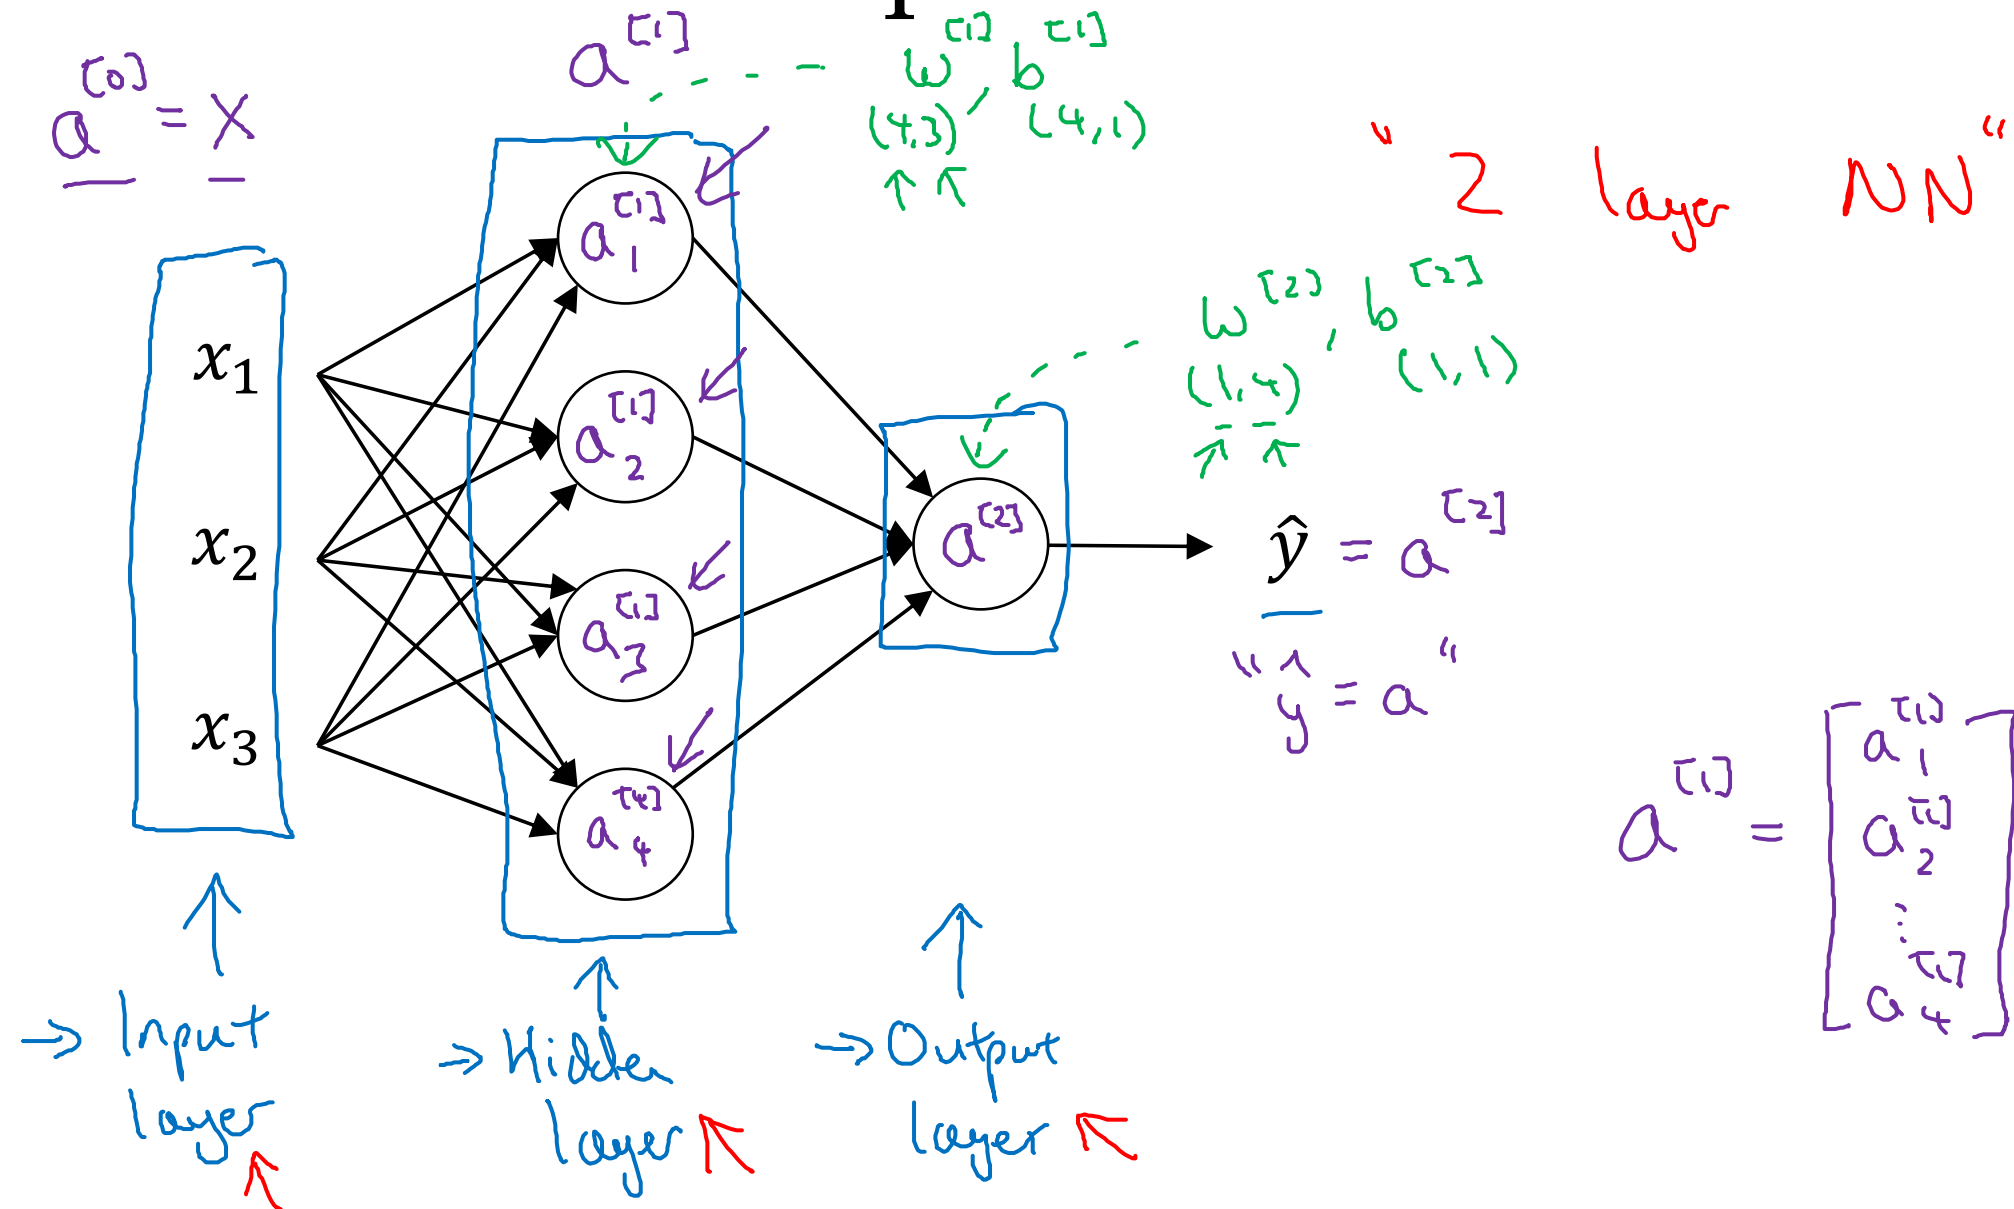 a^[0] = X
a^[1]
w^[1], b^[1]
(4,3) (4,1)
" 2 layer NN "
x₁
x₂
x₃
a₁^[1]
a₂^[1]
a₃^[1]
a₄^[4]
w^[2], b^[2]
(1,4) (1,1)
a^[2]
ŷ = a^[2]
" ŷ = a "
a^[1] = [
a₁^[1]
a₂^[1]
⋮
a₄^[1]
]
→ Input
layer
→ Hidden
layer
→ Output
layer